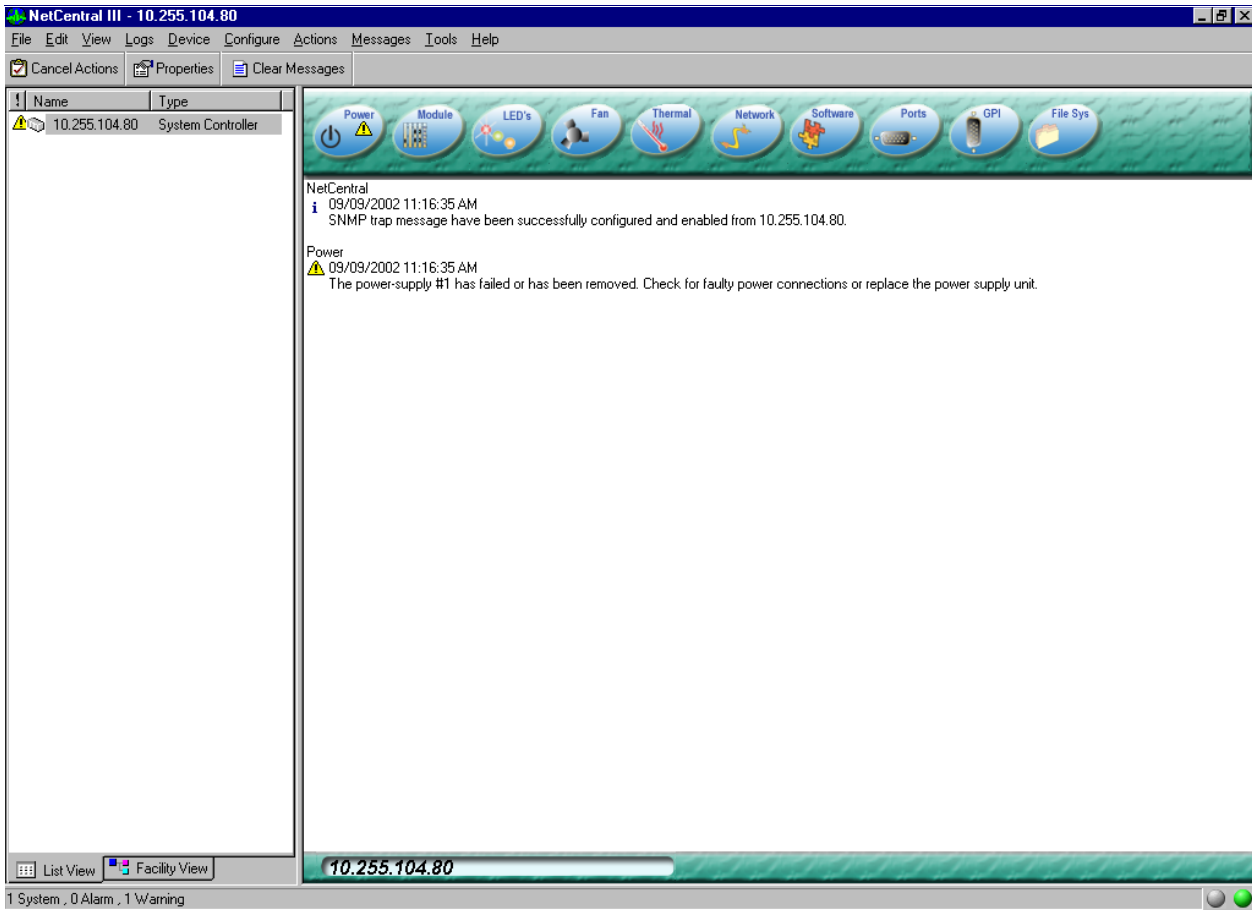 NetCentral III - 10.255.104.80
File Edit View Logs Device Configure Actions Messages Tools Help
Cancel Actions Properties Clear Messages
! Name Type
10.255.104.80 System Controller
Power Module LED's Fan Thermal Network Software Ports GPI File Sys
NetCentral
i 09/09/2002 11:16:35 AM
SNMP trap message have been successfully configured and enabled from 10.255.104.80.
Power
09/09/2002 11:16:35 AM
The power-supply #1 has failed or has been removed. Check for faulty power connections or replace the power supply unit.
List View Facility View
10.255.104.80
1 System , 0 Alarm , 1 Warning